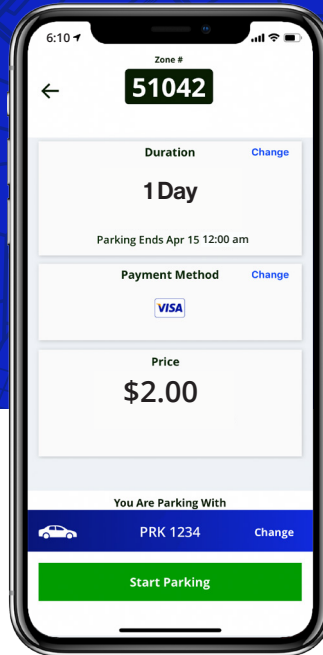 6:10
Zone #
51042
Duration Change
1 Day
Parking Ends Apr 15 12:00 am
Payment Method Change
VISA
Price
$2.00
You Are Parking With
PRK 1234 Change
Start Parking